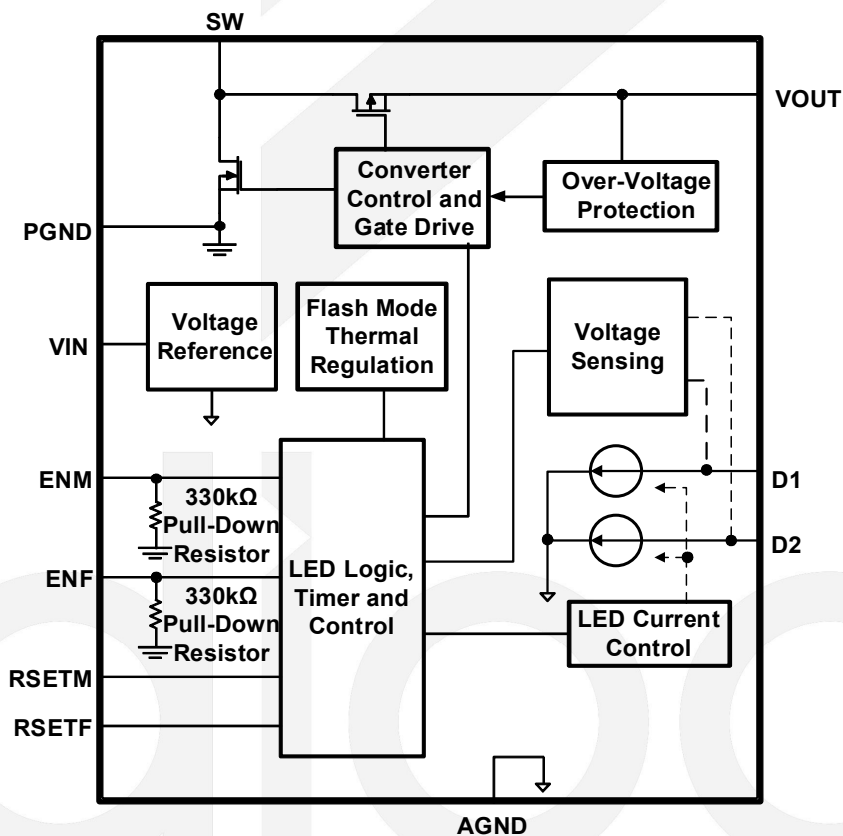 SW
VOUT
Converter
Control and
Gate Drive
Over-Voltage
Protection
PGND
VIN
Voltage
Reference
Flash Mode
Thermal
Regulation
Voltage
Sensing
ENM
330kΩ
Pull-Down
Resistor
D1
D2
ENF
330kΩ
Pull-Down
Resistor
LED Logic,
Timer and
Control
LED Current
Control
RSETM
RSETF
AGND